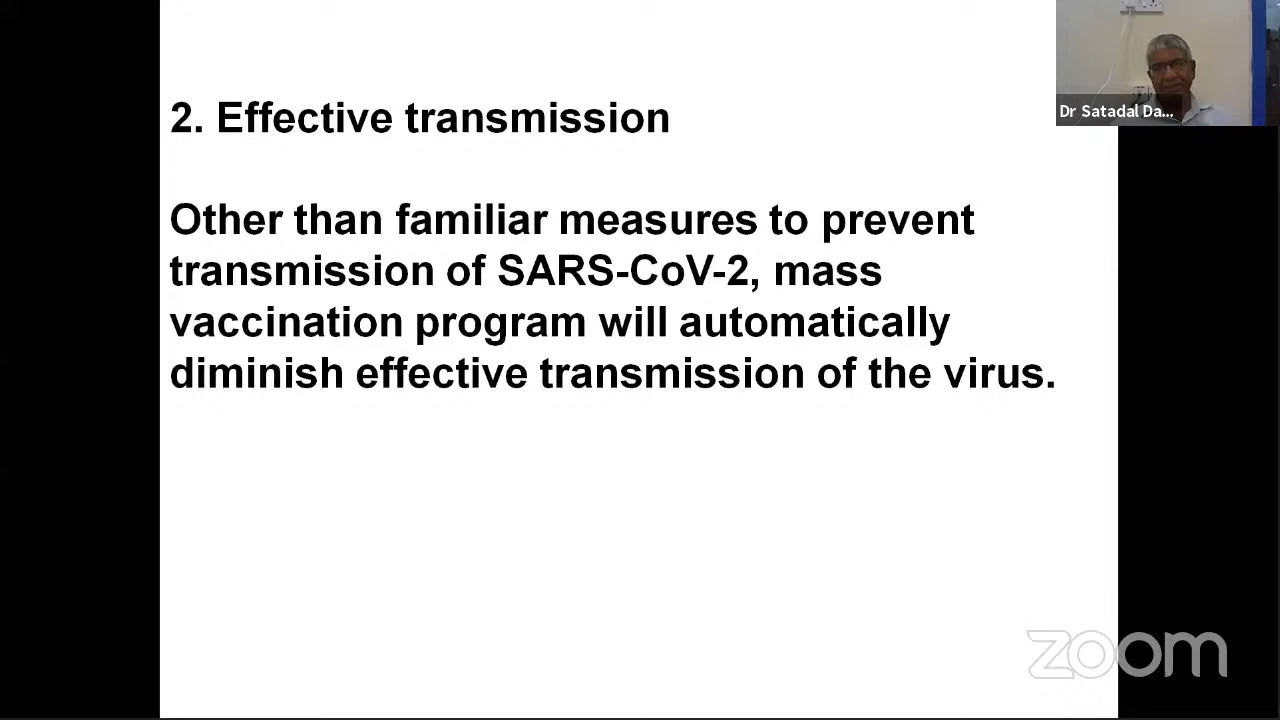 2. Effective transmission
Other than familiar measures to prevent
transmission of SARS-CoV-2, mass
vaccination program will automatically
diminish effective transmission of the virus.
Dr Satadal Da...
zoom